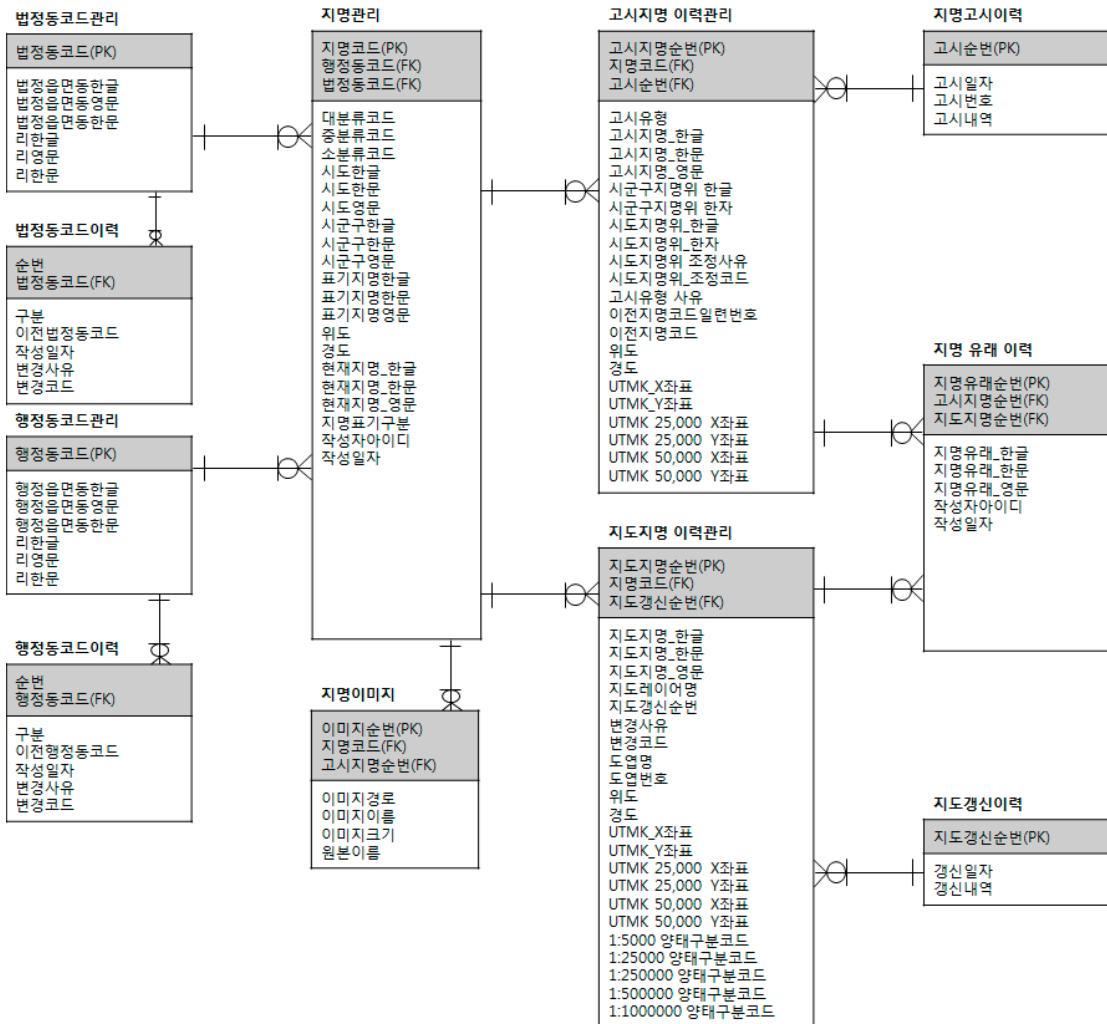 법정동코드관리
법정동코드(PK)
법정읍면동한글
법정읍면동영문
법정읍면동한문
리한글
리영문
리한문
법정동코드이력
순번
법정동코드(FK)
구분
이전법정동코드
작성일자
변경사유
변경코드
행정동코드관리
행정동코드(PK)
행정읍면동한글
행정읍면동영문
행정읍면동한문
리한글
리영문
리한문
행정동코드이력
순번
행정동코드(FK)
구분
이전행정동코드
작성일자
변경사유
변경코드
지명관리
지명코드(PK)
행정동코드(FK)
법정동코드(FK)
대분류코드
중분류코드
소분류코드
시도한글
시도한문
시도영문
시군구한글
시군구한문
시군구영문
표기지명한글
표기지명한문
표기지명영문
위도
경도
현재지명_한글
현재지명_한문
현재지명_영문
지명표기구분
작성자아이디
작성일자
지명이미지
이미지순번(PK)
지명코드(FK)
고시지명순번(FK)
이미지경로
이미지이름
이미지크기
원본이름
고시지명 이력관리
고시지명순번(PK)
지명코드(FK)
고시순번(FK)
고시유형
고시지명_한글
고시지명_한문
고시지명_영문
시군구지명위 한글
시군구지명위 한자
시도지명위_한글
시도지명위_한자
시도지명위 조정사유
시도지명위_조정코드
고시유형 사유
이전지명코드일련번호
이전지명코드
위도
경도
UTMK_X좌표
UTMK_Y좌표
UTMK 25,000 X좌표
UTMK 25,000 Y좌표
UTMK 50,000 X좌표
UTMK 50,000 Y좌표
지도지명 이력관리
지도지명순번(PK)
지명코드(FK)
지도갱신순번(FK)
지도지명_한글
지도지명_한문
지도지명_영문
지도레이어명
지도갱신순번
변경사유
변경코드
도엽명
도엽번호
위도
경도
UTMK_X좌표
UTMK_Y좌표
UTMK 25,000 X좌표
UTMK 25,000 Y좌표
UTMK 50,000 X좌표
UTMK 50,000 Y좌표
1:5000 양태구분코드
1:25000 양태구분코드
1:250000 양태구분코드
1:500000 양태구분코드
1:1000000 양태구분코드
지명고시이력
고시순번(PK)
고시일자
고시번호
고시내역
지명 유래 이력
지명유래순번(PK)
고시지명순번(FK)
지도지명순번(FK)
지명유래_한글
지명유래_한문
지명유래_영문
작성자아이디
작성일자
지도갱신이력
지도갱신순번(PK)
갱신일자
갱신내역